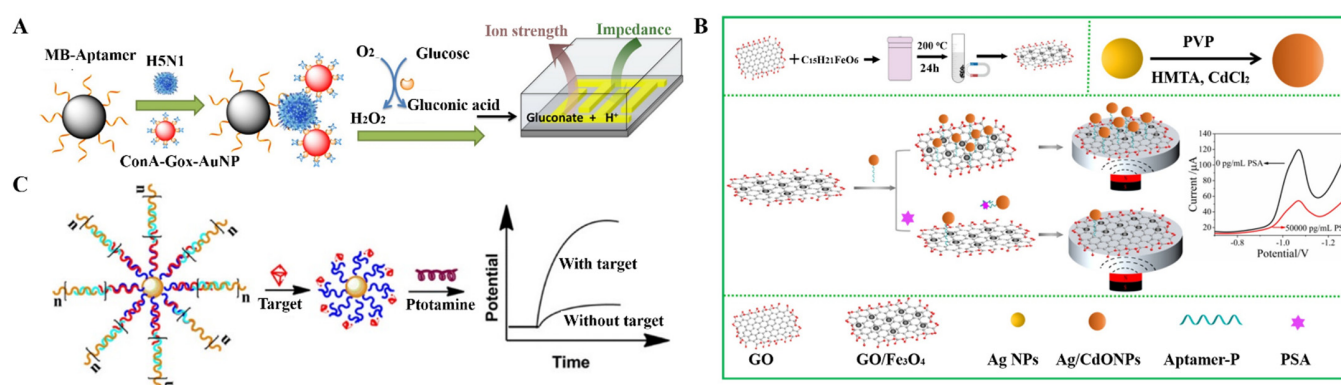 A
MB-Aptamer
H5N1
ConA-Gox-AuNP
O2
Glucose
H2O2
Gluconic acid
Ion strength
Impedance
Gluconate + H+
B
+ C15H21FeO6
200 ℃
24h
PVP
HMTA, CdCl2
Current /μA
140
120
100
80
60
40
20
0 pg/mL PSA
50000 pg/mL PS
-0.8
-1.0
-1.2
Potential/V
GO
GO/Fe3O4
Ag NPs
Ag/CdONPs
Aptamer-P
PSA
C
n
n
n
n
n
n
n
n
Target
Ptotamine
Potential
With target
Without target
Time